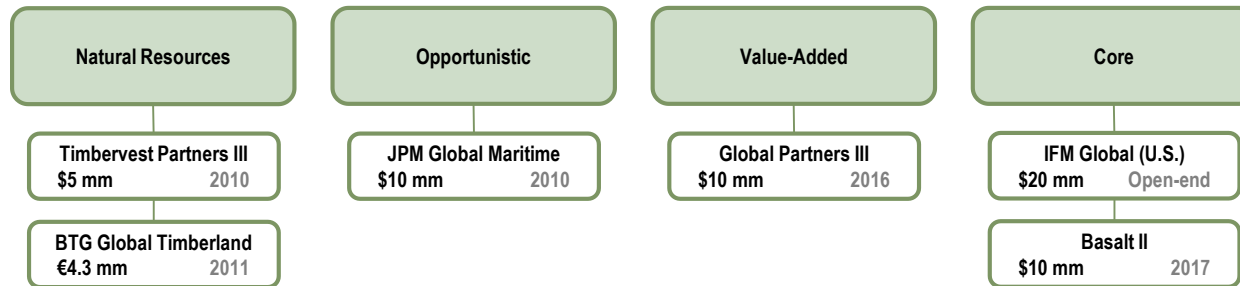 Natural Resources
Opportunistic
Value-Added
Core
Timbervest Partners III
$5 mm 2010
JPM Global Maritime
$10 mm 2010
Global Partners III
$10 mm 2016
IFM Global (U.S.)
$20 mm Open-end
BTG Global Timberland
€4.3 mm 2011
Basalt II
$10 mm 2017